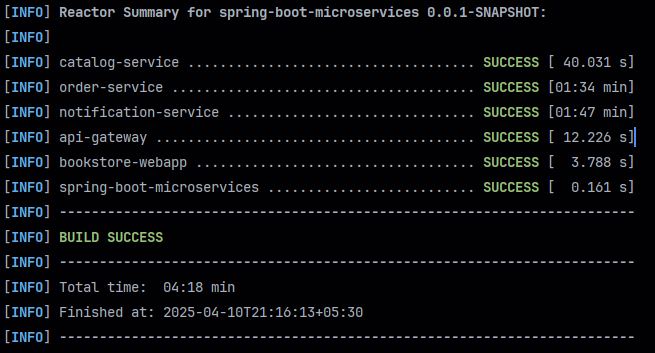 [INFO] Reactor Summary for spring-boot-microservices 0.0.1-SNAPSHOT:
[INFO]
[INFO] catalog-service .................................... SUCCESS [ 40.031 s]
[INFO] order-service ...................................... SUCCESS [01:34 min]
[INFO] notification-service ............................... SUCCESS [01:47 min]
[INFO] api-gateway ........................................ SUCCESS [ 12.226 s]
[INFO] bookstore-webapp ................................... SUCCESS [  3.788 s]
[INFO] spring-boot-microservices .......................... SUCCESS [  0.161 s]
[INFO] ------------------------------------------------------------------------
[INFO] BUILD SUCCESS
[INFO] ------------------------------------------------------------------------
[INFO] Total time:  04:18 min
[INFO] Finished at: 2025-04-10T21:16:13+05:30
[INFO] ------------------------------------------------------------------------